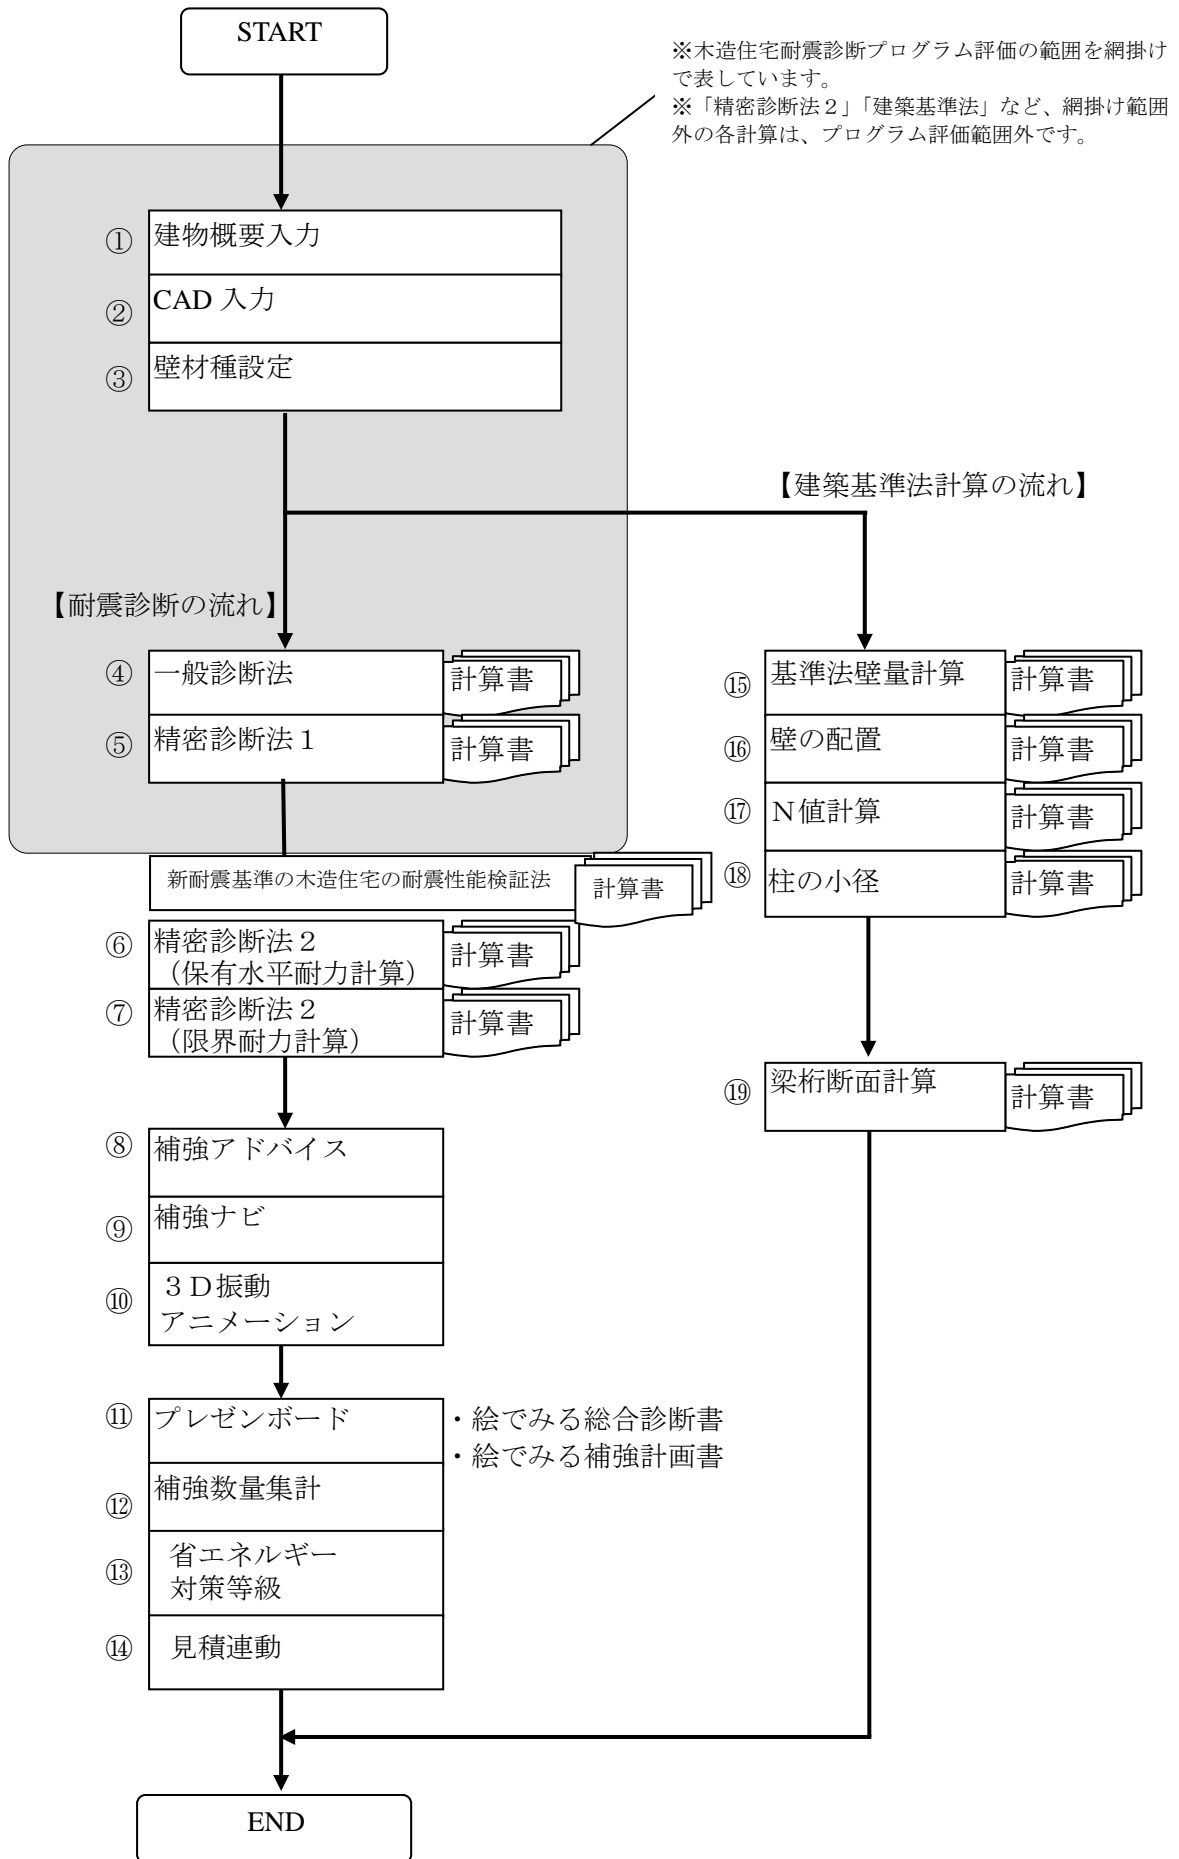 START
※木造住宅耐震診断プログラム評価の範囲を網掛け
で表しています。
※「精密診断法２」「建築基準法」など、網掛け範囲
外の各計算は、プログラム評価範囲外です。
① 建物概要入力
② CAD 入力
③ 壁材種設定
【建築基準法計算の流れ】
【耐震診断の流れ】
④ 一般診断法 計算書
⑤ 精密診断法１ 計算書
新耐震基準の木造住宅の耐震性能検証法 計算書
⑥ 精密診断法２ 計算書
（保有水平耐力計算）
⑦ 精密診断法２ 計算書
（限界耐力計算）
⑧ 補強アドバイス
⑨ 補強ナビ
⑩ ３Ｄ振動
アニメーション
⑪ プレゼンボード
・絵でみる総合診断書
・絵でみる補強計画書
⑫ 補強数量集計
⑬ 省エネルギー
対策等級
⑭ 見積連動
⑮ 基準法壁量計算 計算書
⑯ 壁の配置 計算書
⑰ Ｎ値計算 計算書
⑱ 柱の小径 計算書
⑲ 梁桁断面計算 計算書
END